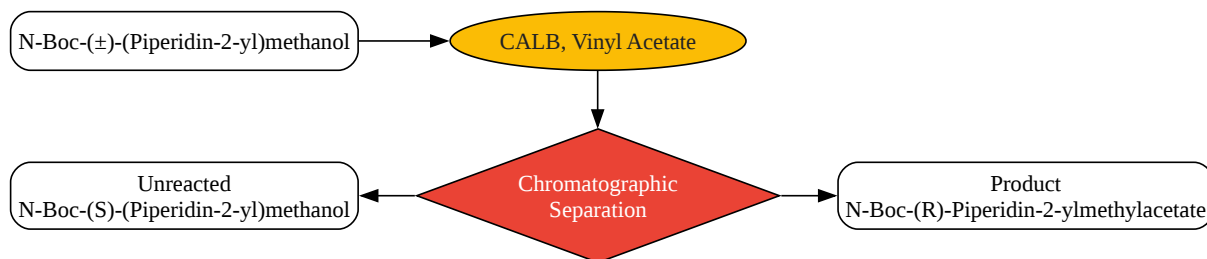 N-Boc-(±)-(Piperidin-2-yl)methanol
CALB, Vinyl Acetate
Unreacted
N-Boc-(S)-(Piperidin-2-yl)methanol
Chromatographic
Separation
Product
N-Boc-(R)-Piperidin-2-ylmethylacetate